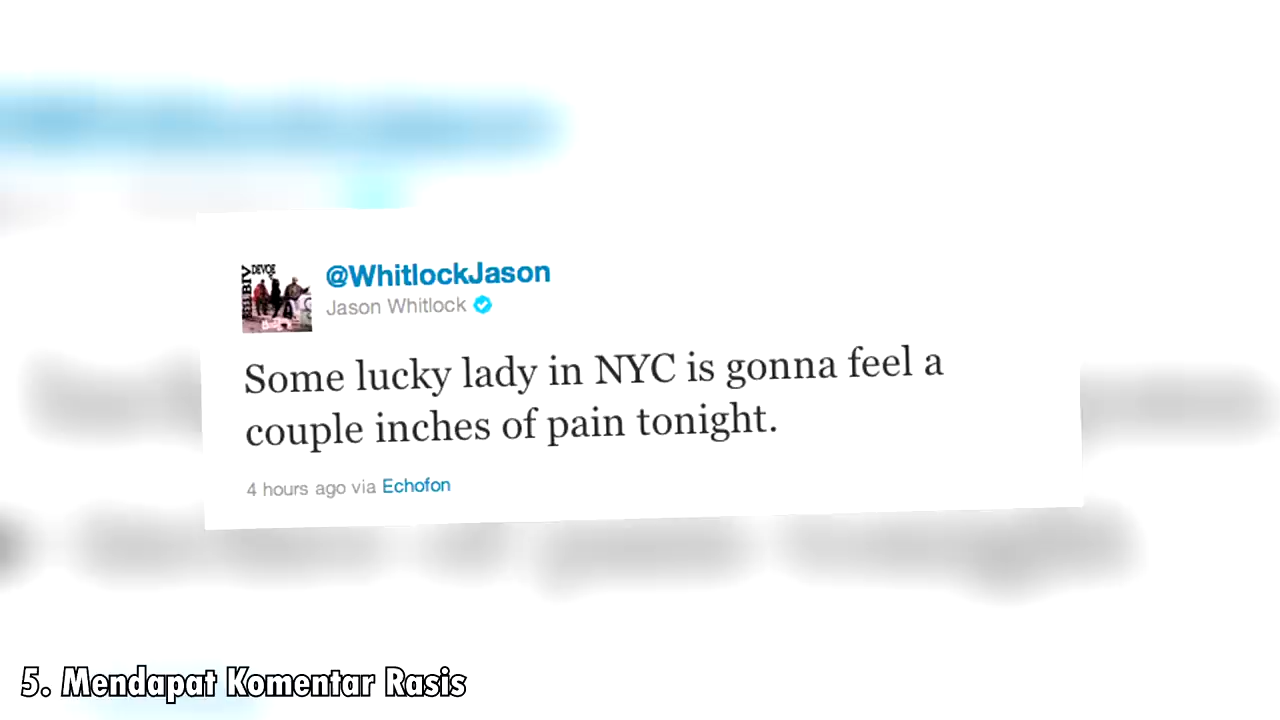 @WhitlockJason
Jason Whitlock
Some lucky lady in NYC is gonna feel a
couple inches of pain tonight.
4 hours ago via Echofon
5. Mendapat Komentar Rasis